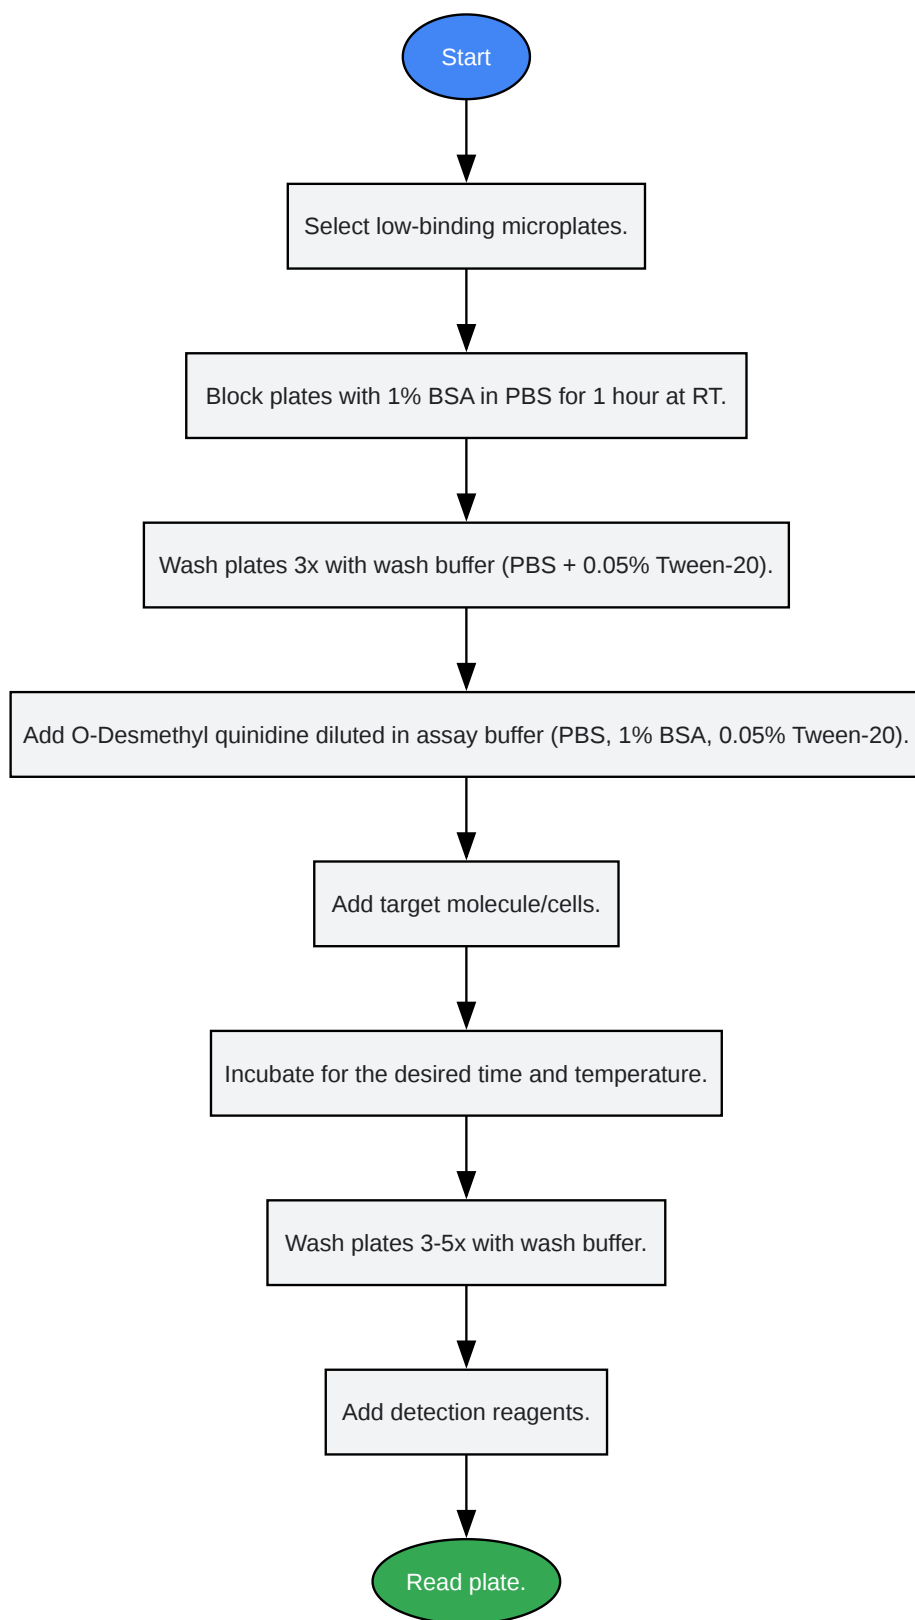 Start
Select low-binding microplates.
Block plates with 1% BSA in PBS for 1 hour at RT.
Wash plates 3x with wash buffer (PBS + 0.05% Tween-20).
Add O-Desmethyl quinidine diluted in assay buffer (PBS, 1% BSA, 0.05% Tween-20).
Add target molecule/cells.
Incubate for the desired time and temperature.
Wash plates 3-5x with wash buffer.
Add detection reagents.
Read plate.